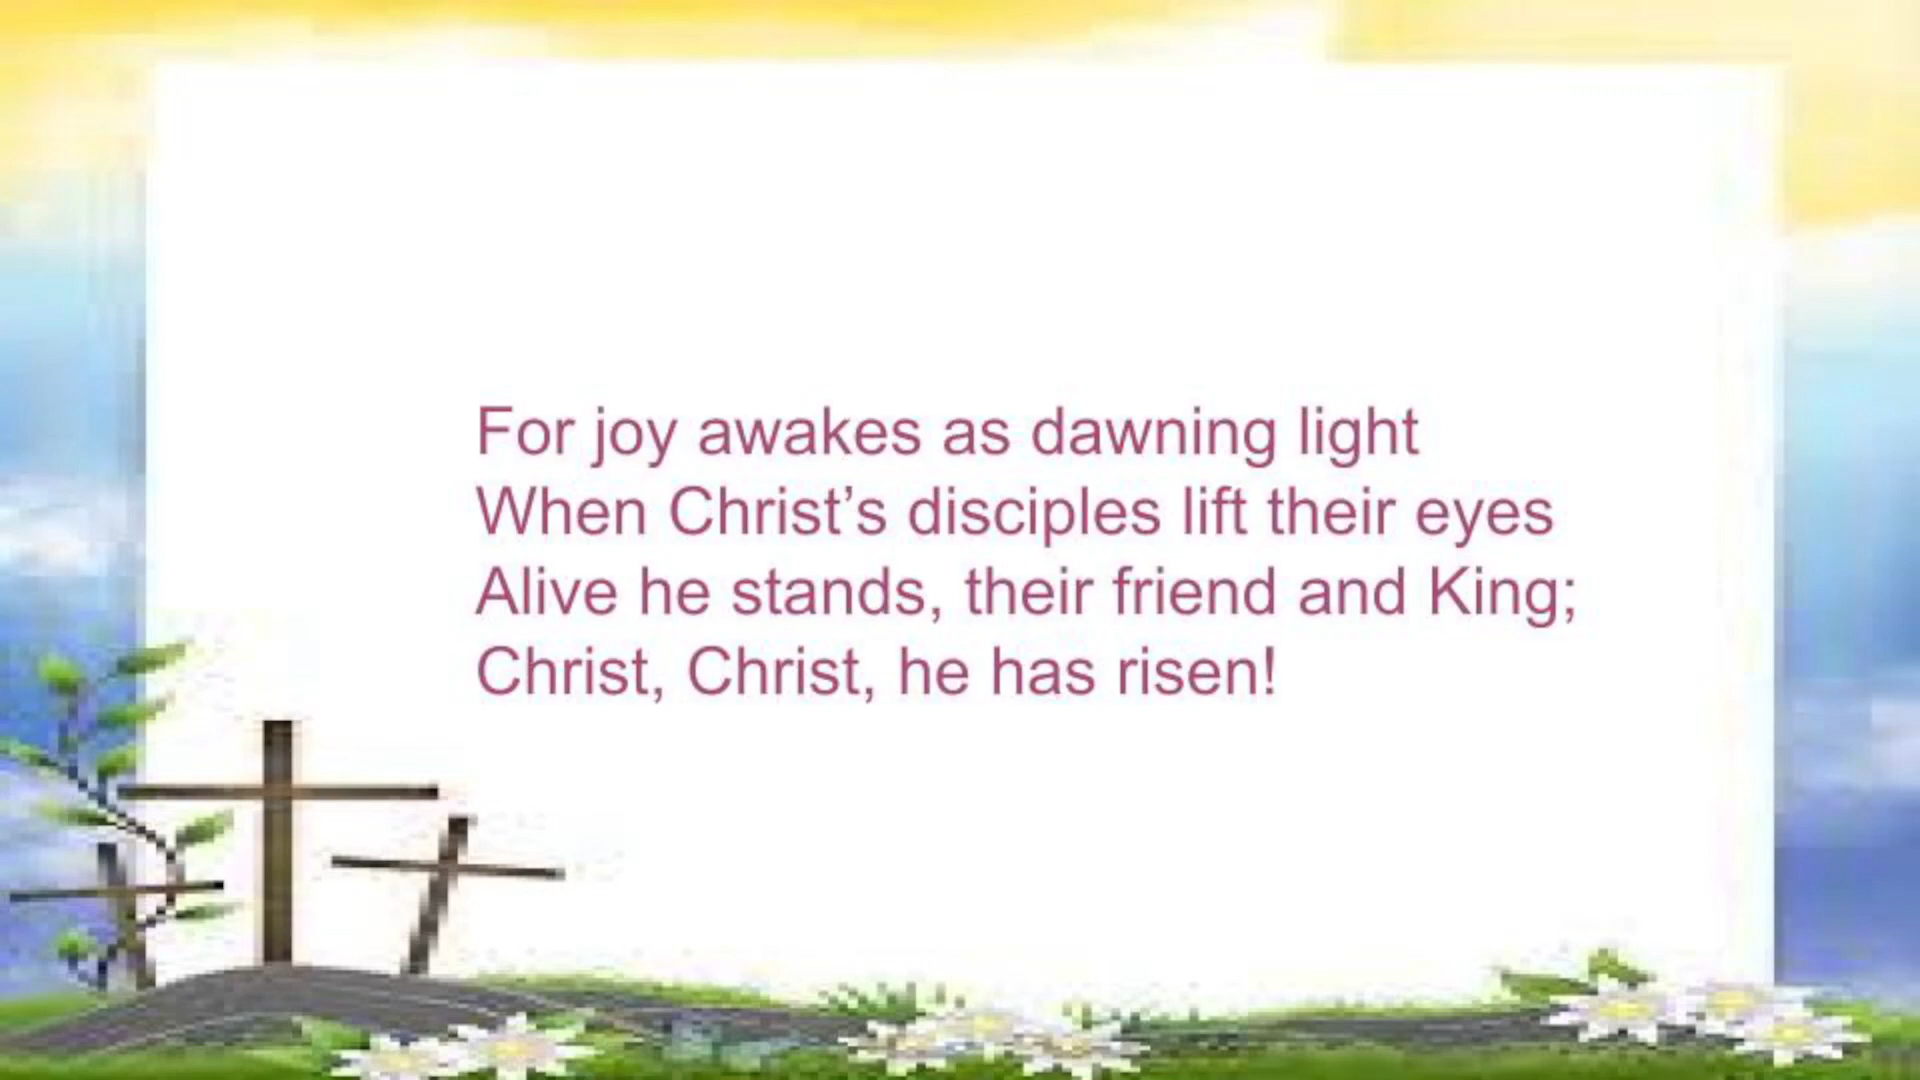 For joy awakes as dawning light
When Christ’s disciples lift their eyes
Alive he stands, their friend and King;
Christ, Christ, he has risen!